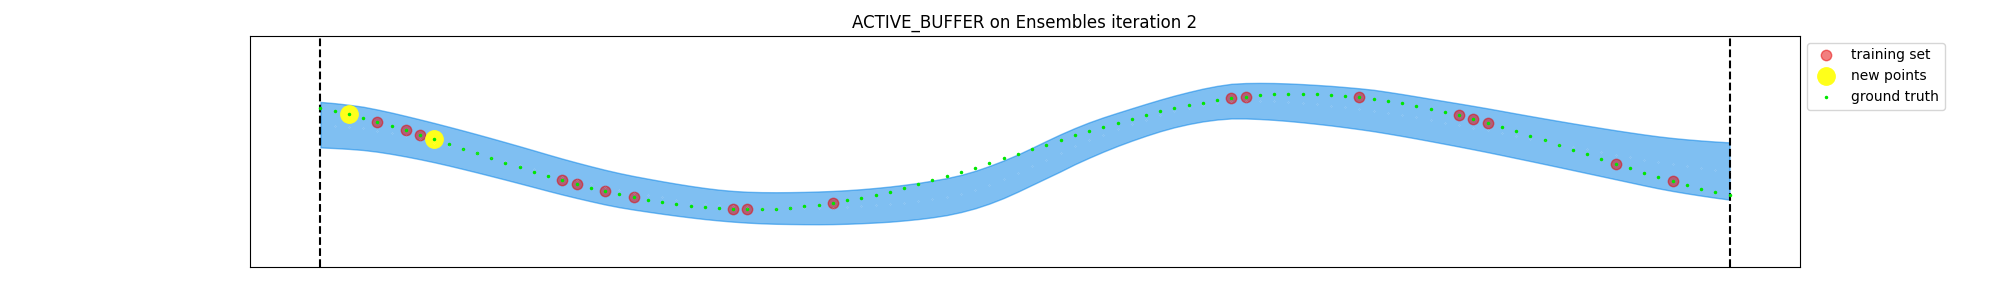 ACTIVE_BUFFER on Ensembles iteration 2
training set
new points
ground truth